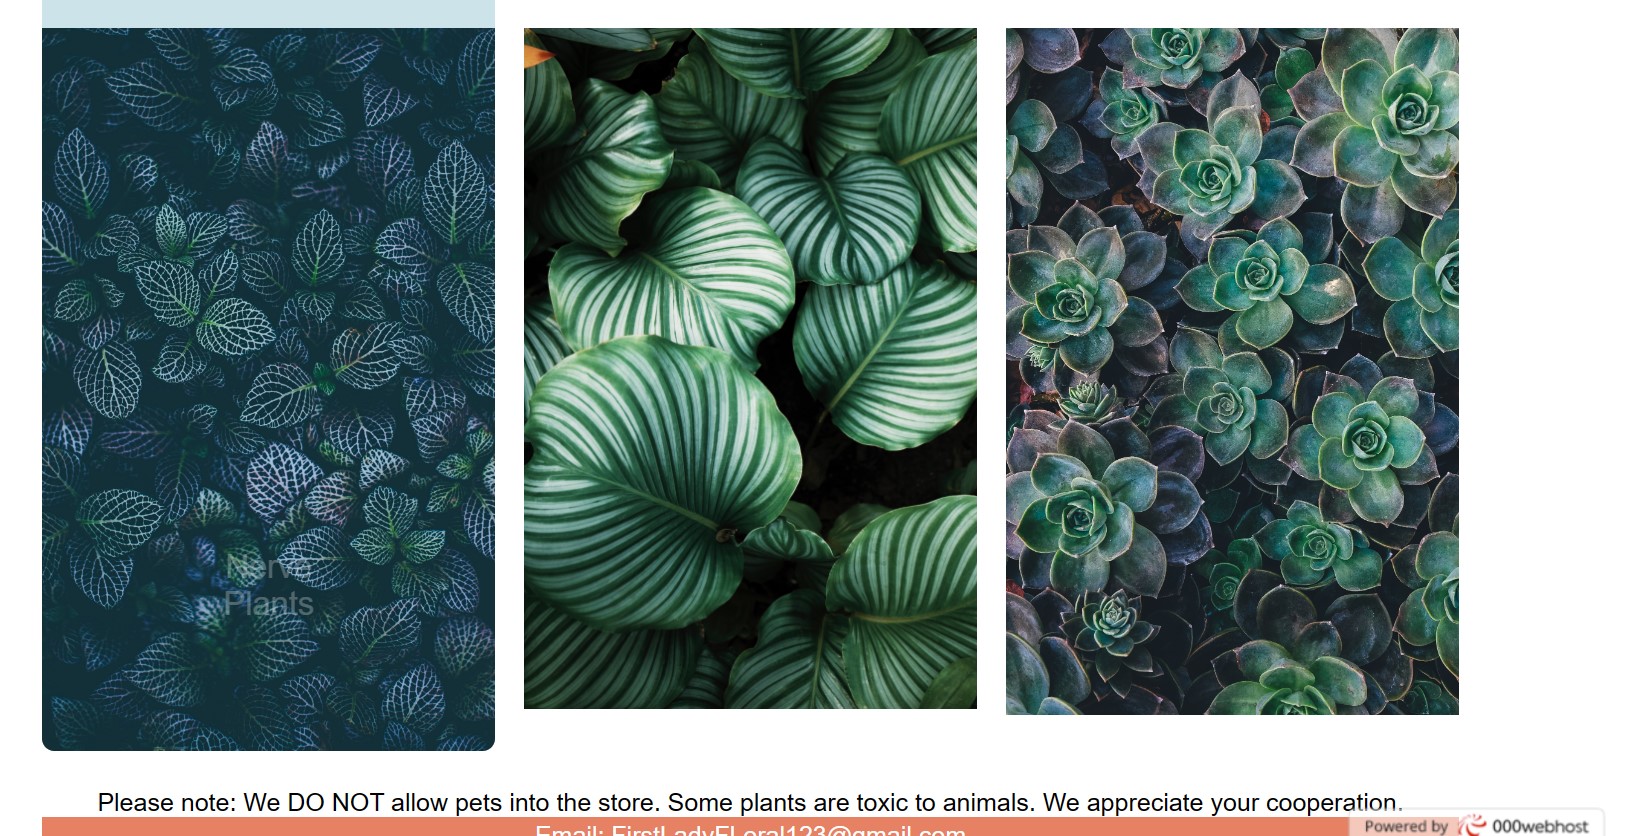 Nerve
Plants
Please note: We DO NOT allow pets into the store. Some plants are toxic to animals. We appreciate your cooperation.
Email: FirstLadyFLoral123@gmail.com
Powered by 000webhost